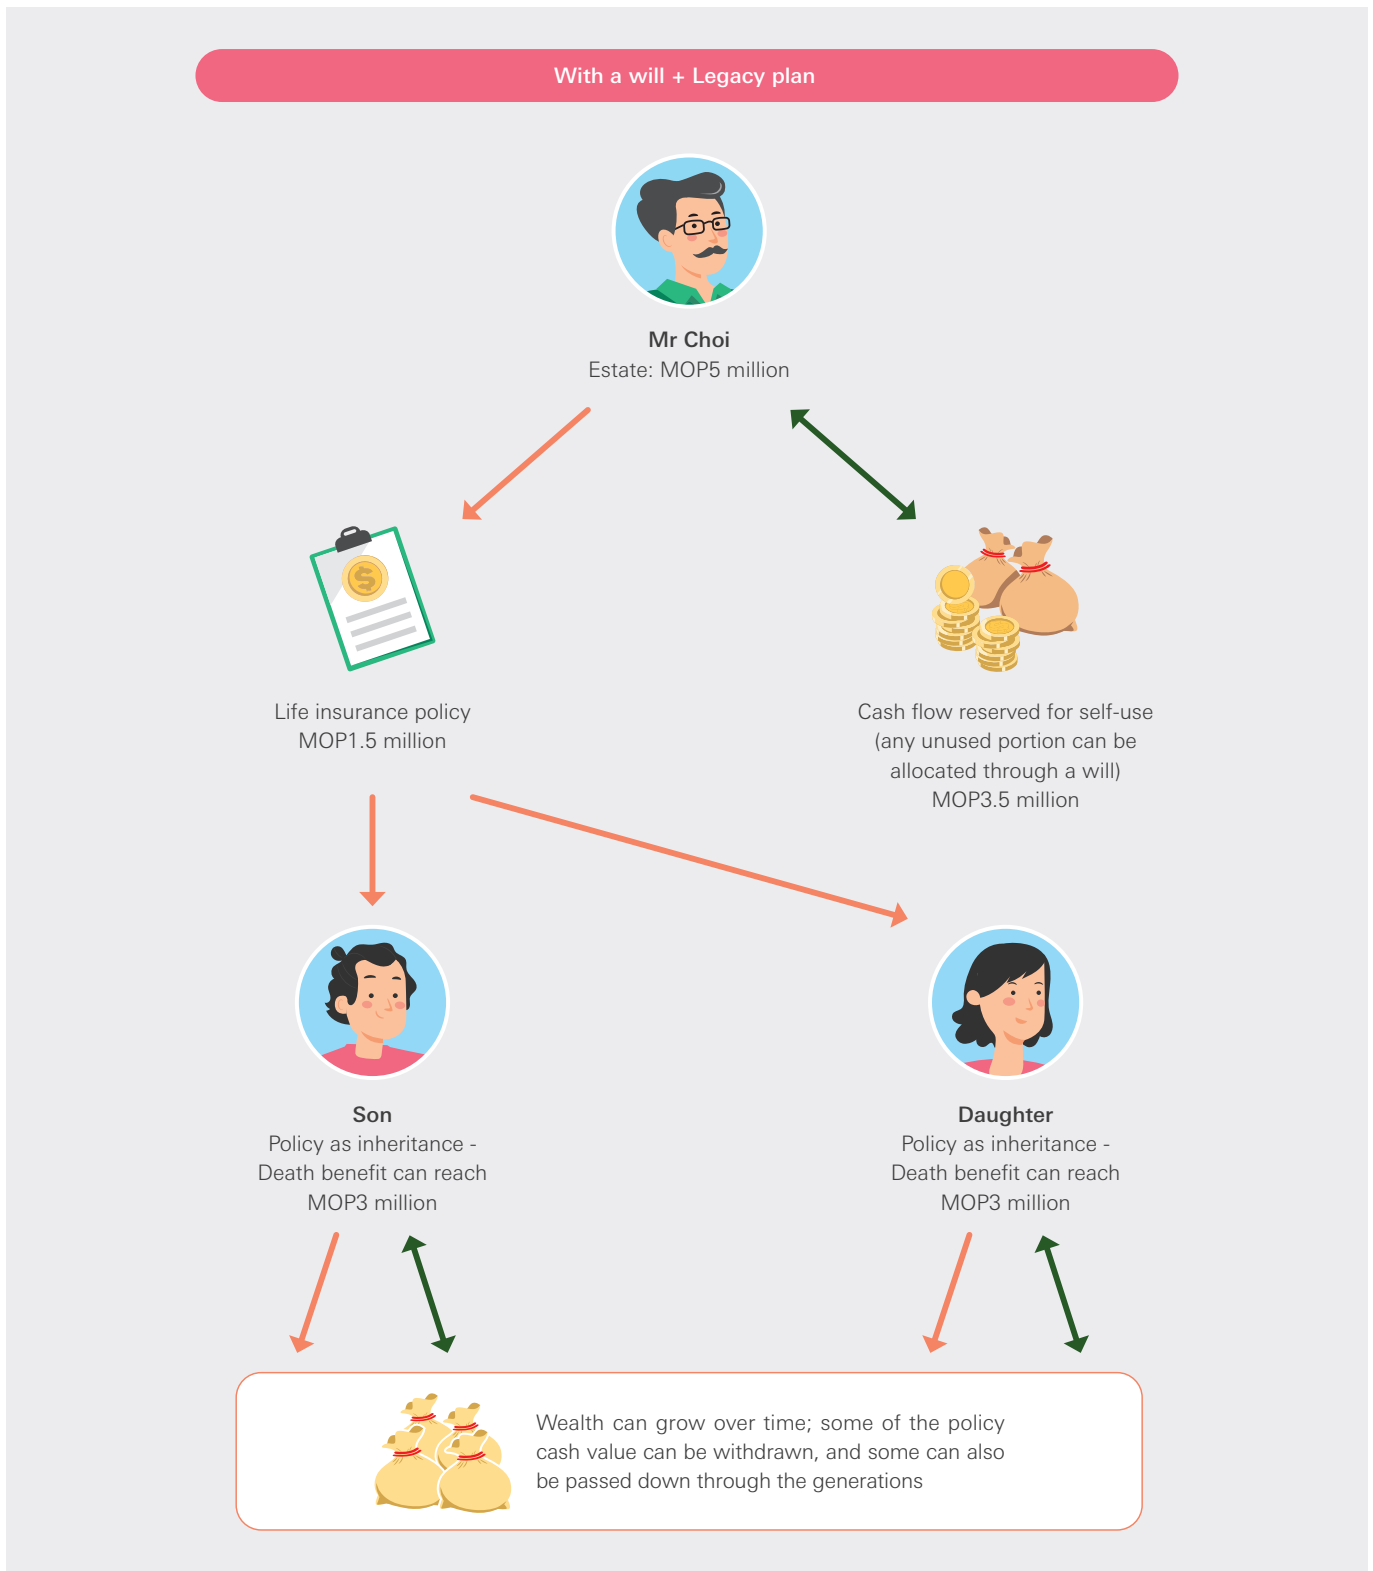 With a will + Legacy plan
Mr Choi
Estate: MOP5 million
Life insurance policy
MOP1.5 million
Cash flow reserved for self-use
(any unused portion can be
allocated through a will)
MOP3.5 million
Son
Policy as inheritance -
Death benefit can reach
MOP3 million
Daughter
Policy as inheritance -
Death benefit can reach
MOP3 million
Wealth can grow over time; some of the policy
cash value can be withdrawn, and some can also
be passed down through the generations